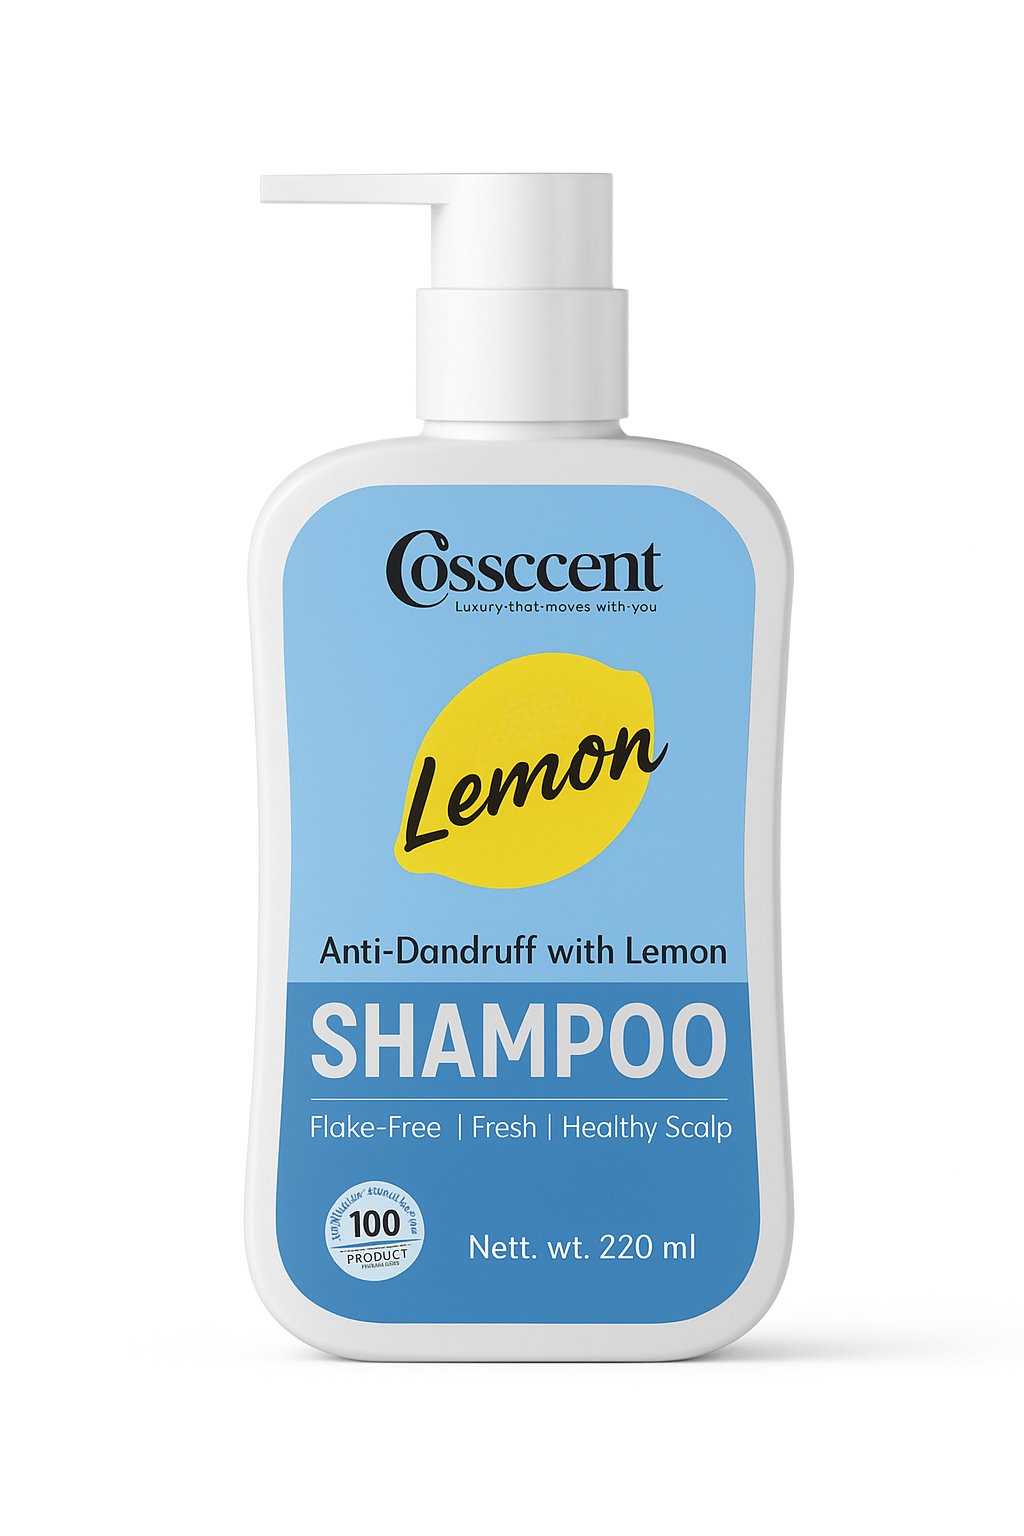 Cossccent
Luxury·that·moves with·you
Lemon
Anti-Dandruff with Lemon
SHAMPOO
Flake-Free | Fresh | Healthy Scalp
100
PRODUCT
Nett. wt. 220 ml